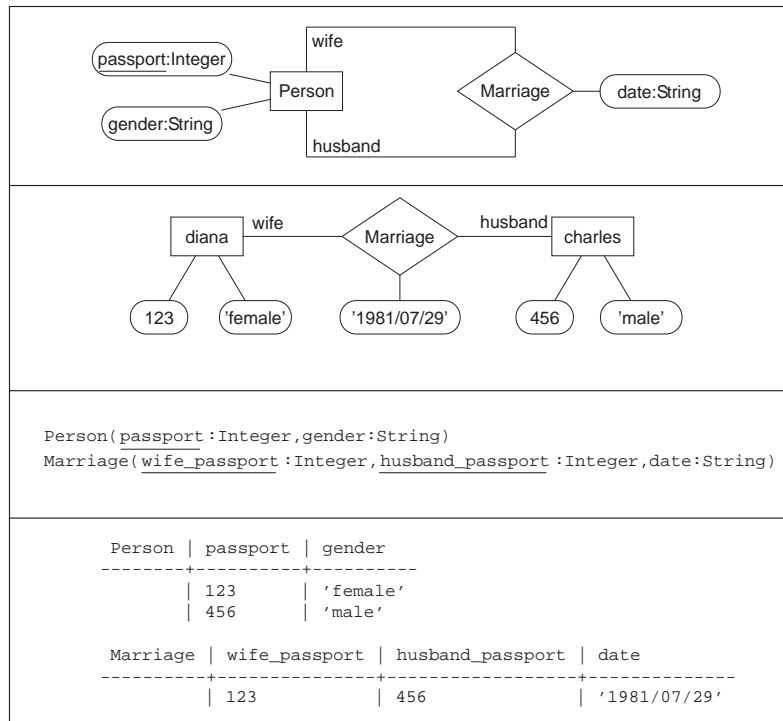 wife
passport:Integer
Person
Marriage
date:String
gender:String
husband
wife
husband
diana
Marriage
charles
123
'female'
'1981/07/29'
456
'male'
Person(passport:Integer,gender:String)
Marriage(wife_passport:Integer,husband_passport:Integer,date:String)
Person | passport | gender
--------+----------+----------
| 123 | 'female'
| 456 | 'male'
Marriage | wife_passport | husband_passport | date
----------+---------------+------------------+--------------
| 123 | 456 | '1981/07/29'